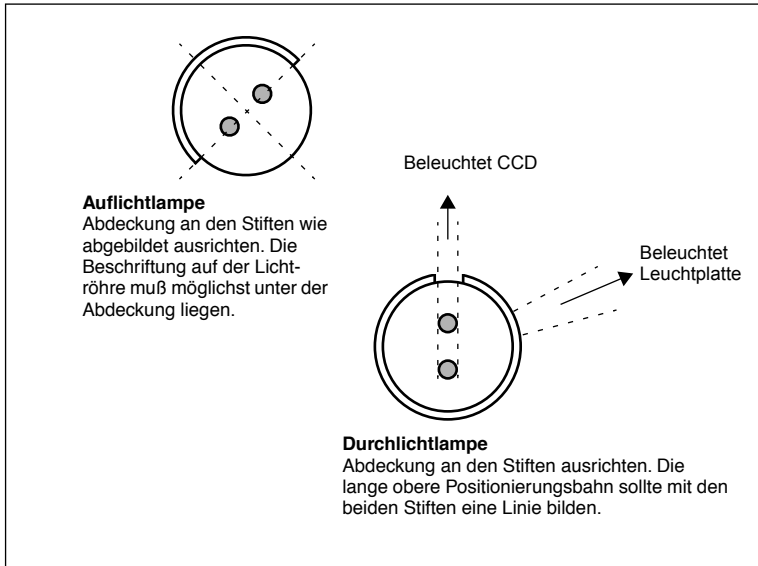 Auflichtlampe
Abdeckung an den Stiften wie
abgebildet ausrichten. Die
Beschriftung auf der Licht-
röhre muß möglichst unter der
Abdeckung liegen.
Beleuchtet CCD
Beleuchtet
Leuchtplatte
Durchlichtlampe
Abdeckung an den Stiften ausrichten. Die
lange obere Positionierungsbahn sollte mit den
beiden Stiften eine Linie bilden.